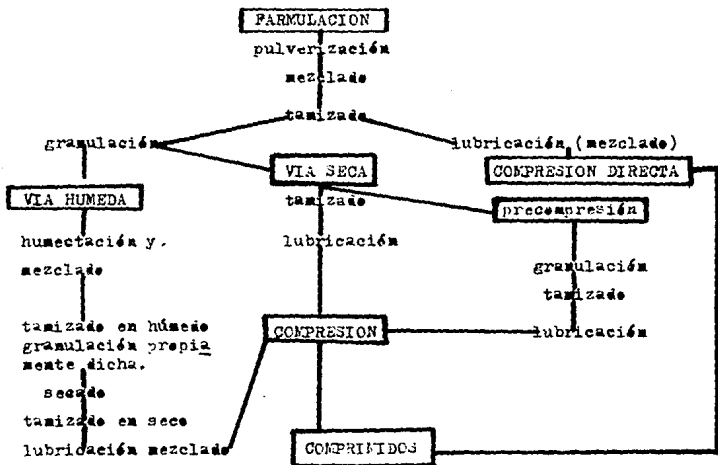 FARMULACION
pulverización
mezclado
tamizado
granulación
lubricación (mezclado)
VIA SECA
COMPRESION DIRECTA
VIA HUMEDA
tamizado
precompresión
humectación y.
mezclado
lubricación
granulación
tamizado
tamizado en húmedo
granulación propia
mente dicha.
COMPRESION
lubricación
secado
tamizado en seco
lubricación mezclado
COMPRIMIDOS